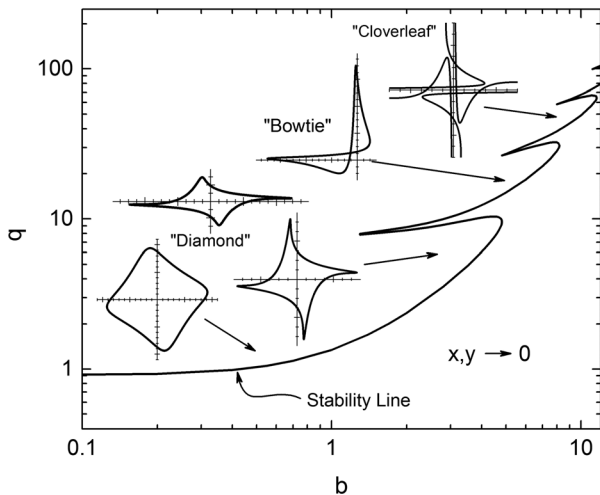 "Cloverleaf"
100
"Bowtie"
10
"Diamond"
q
x,y → 0
1
Stability Line
0.1
1
10
b